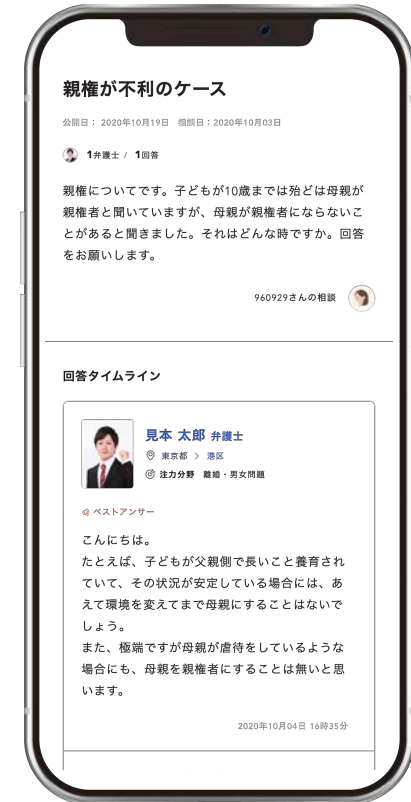 親権が不利のケース
公開日： 2020年10月19日　相談日：2020年10月03日
1弁護士 / 1回答
親権についてです。子どもが10歳までは殆どは母親が
親権者と聞いていますが、母親が親権者にならないこ
とがあると聞きました。それはどんな時ですか。回答
をお願いします。
960929さんの相談
回答タイムライン
見本 太郎 弁護士
東京都 > 港区
注力分野　離婚・男女問題
ベストアンサー
こんにちは。
たとえば、子どもが父親側で長いこと養育され
ていて、その状況が安定している場合には、あ
えて環境を変えてまで母親にすることはないで
しょう。
また、極端ですが母親が虐待をしているような
場合にも、母親を親権者にすることは無いと思
います。
2020年10月04日 16時35分